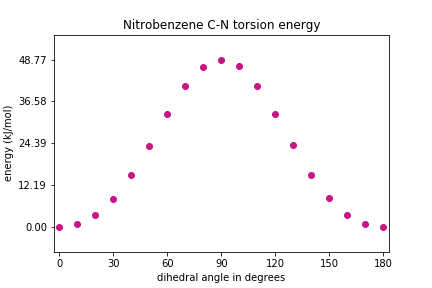 Nitrobenzene C-N torsion energy
energy (kJ/mol)
48.77
36.58
24.39
12.19
0.00
0 30 60 90 120 150 180
dihedral angle in degrees